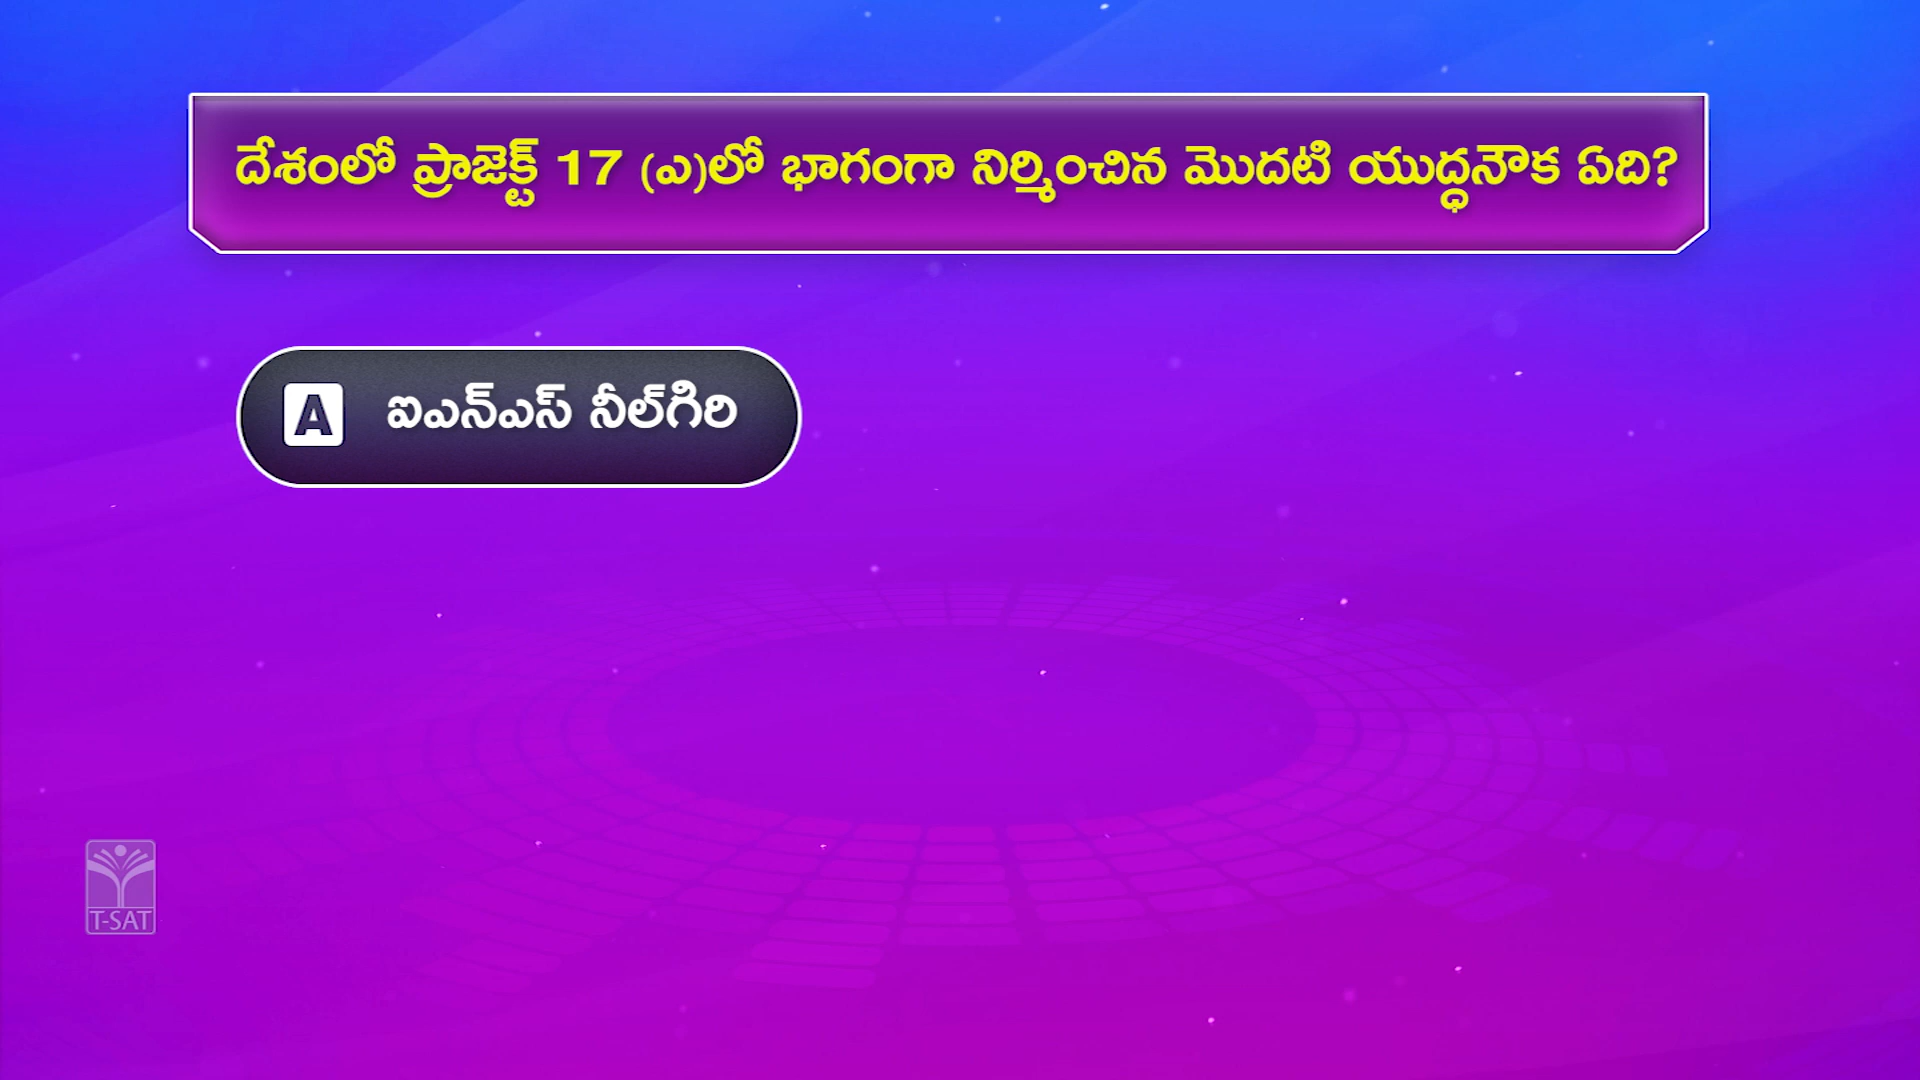 దేశంలో ప్రాజెక్ట్ 17 (ఎ)లో భాగంగా నిర్మించిన మొదటి యుద్ధనౌక ఏది?
A ఐఎన్ఎస్ నీల్‌గిరి
T-SAT